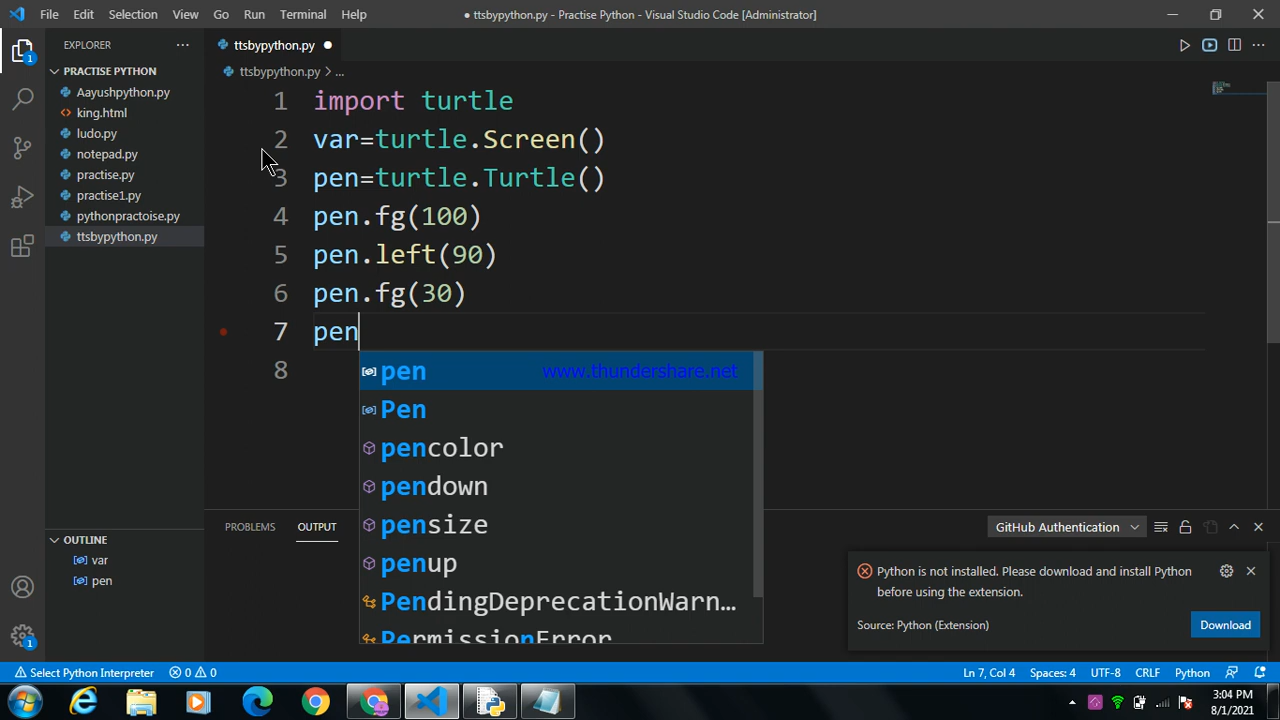 File Edit Selection View Go Run Terminal Help
● ttsbypython.py - Practise Python - Visual Studio Code [Administrator]
EXPLORER
ttsbypython.py ●
PRACTISE PYTHON
ttsbypython.py > ...
Aayushpython.py
king.html
ludo.py
notepad.py
practise.py
practise1.py
pythonpractoise.py
ttsbypython.py
1 import turtle
2 var=turtle.Screen()
3 pen=turtle.Turtle()
4 pen.fg(100)
5 pen.left(90)
6 pen.fg(30)
7 pen
8
pen
www.thundershare.net
Pen
pencolor
pendown
pensize
penup
PendingDeprecationWarn...
PermissionError
OUTLINE
var
pen
PROBLEMS OUTPUT
GitHub Authentication
Python is not installed. Please download and install Python
before using the extension.
Source: Python (Extension)
Download
1
1
Select Python Interpreter 0 0
Ln 7, Col 4 Spaces: 4 UTF-8 CRLF Python
3:04 PM
8/1/2021